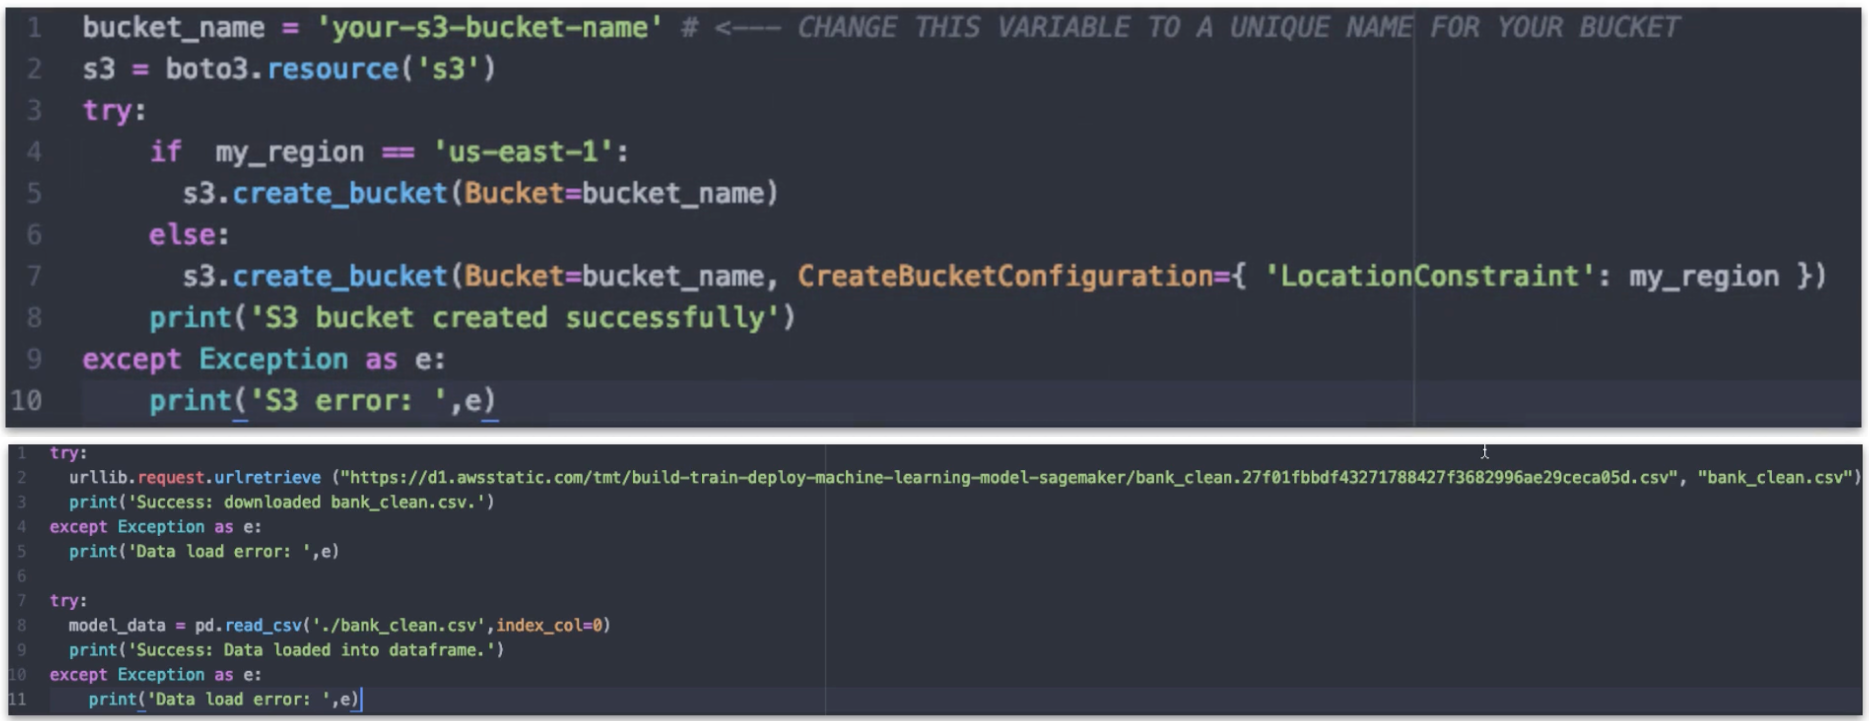 1 bucket_name = 'your-s3-bucket-name' # <--- CHANGE THIS VARIABLE TO A UNIQUE NAME FOR YOUR BUCKET
2 s3 = boto3.resource('s3')
3 try:
4     if  my_region == 'us-east-1':
5       s3.create_bucket(Bucket=bucket_name)
6     else:
7       s3.create_bucket(Bucket=bucket_name, CreateBucketConfiguration={ 'LocationConstraint': my_region })
8     print('S3 bucket created successfully')
9 except Exception as e:
10     print('S3 error: ',e)
1 try:
2   urllib.request.urlretrieve ("https://d1.awsstatic.com/tmt/build-train-deploy-machine-learning-model-sagemaker/bank_clean.27f01fbbdf43271788427f3682996ae29ceca05d.csv", "bank_clean.csv")
3   print('Success: downloaded bank_clean.csv.')
4 except Exception as e:
5   print('Data load error: ',e)
6
7 try:
8   model_data = pd.read_csv('./bank_clean.csv',index_col=0)
9   print('Success: Data loaded into dataframe.')
10 except Exception as e:
11     print('Data load error: ',e)